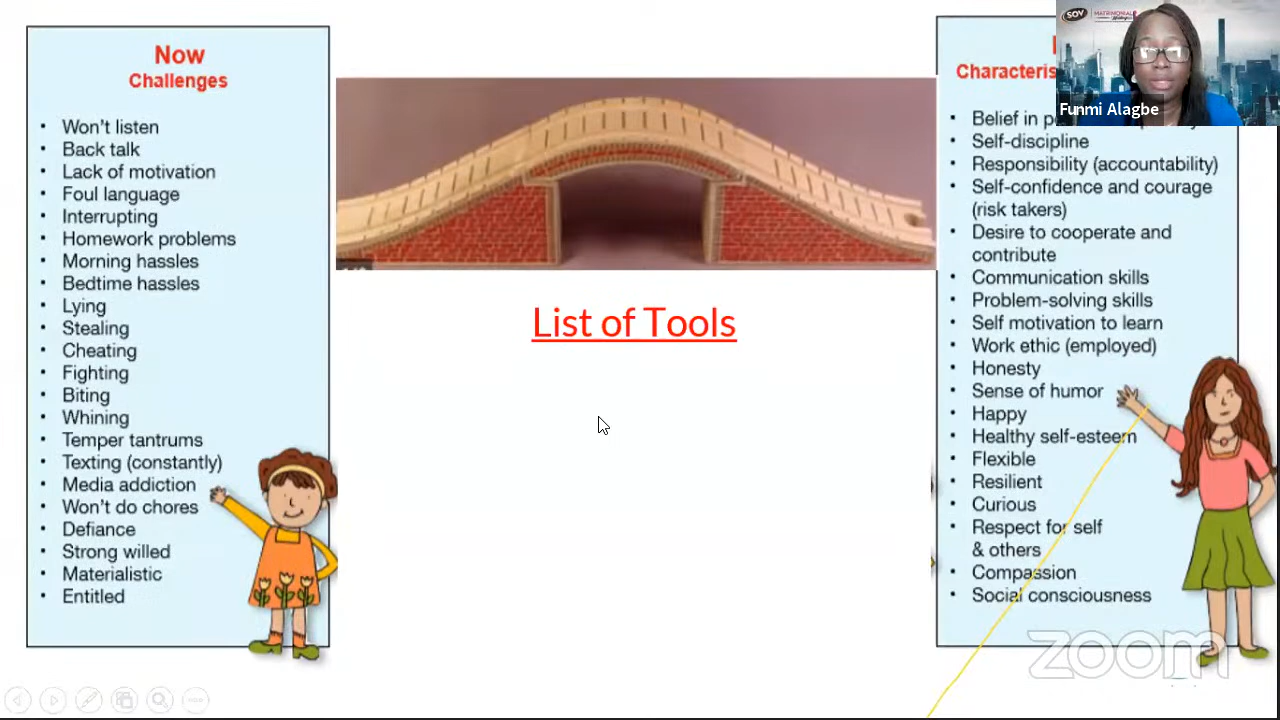 Now
Challenges
• Won't listen
• Back talk
• Lack of motivation
• Foul language
• Interrupting
• Homework problems
• Morning hassles
• Bedtime hassles
• Lying
• Stealing
• Cheating
• Fighting
• Biting
• Whining
• Temper tantrums
• Texting (constantly)
• Media addiction
• Won't do chores
• Defiance
• Strong willed
• Materialistic
• Entitled
List of Tools
• Belief in
• Self-discipline
• Responsibility (accountability)
• Self-confidence and courage
(risk takers)
• Desire to cooperate and
contribute
• Communication skills
• Problem-solving skills
• Self motivation to learn
• Work ethic (employed)
• Honesty
• Sense of humor
• Happy
• Healthy self-esteem
• Flexible
• Resilient
• Curious
• Respect for self
& others
• Compassion
• Social consciousness
SOV MATRIMONIAL
Funmi Alagbe
zoom